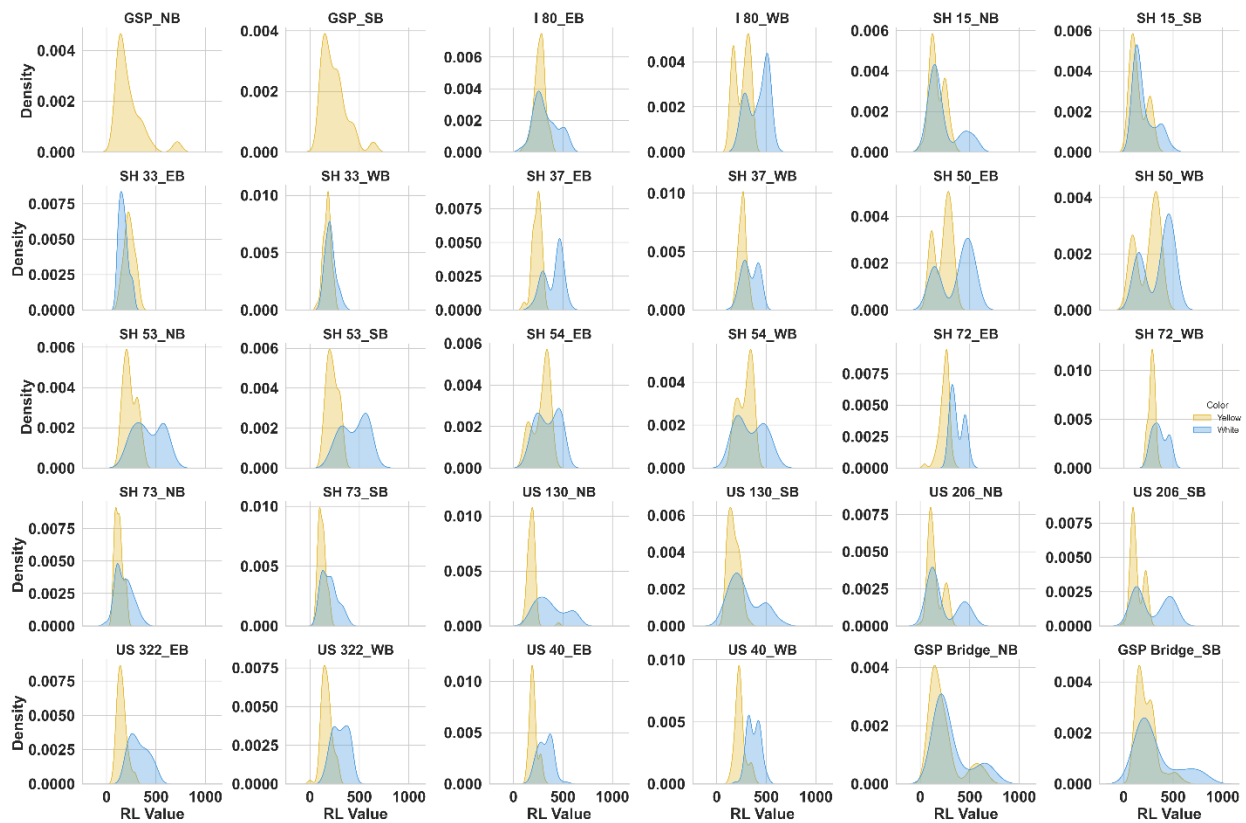 GSP_NB GSP_SB I 80_EB I 80_WB SH 15_NB SH 15_SB
Density
0.004 0.002 0.000
0.004 0.002 0.000
0.006 0.004 0.002 0.000
0.004 0.002 0.000
0.006 0.004 0.002 0.000
0.006 0.004 0.002 0.000
SH 33_EB SH 33_WB SH 37_EB SH 37_WB SH 50_EB SH 50_WB
Density
0.0075 0.0050 0.0025 0.0000
0.010 0.005 0.000
0.0075 0.0050 0.0025 0.0000
0.010 0.005 0.000
0.004 0.002 0.000
0.004 0.002 0.000
SH 53_NB SH 53_SB SH 54_EB SH 54_WB SH 72_EB SH 72_WB
Density
0.006 0.004 0.002 0.000
0.006 0.004 0.002 0.000
0.006 0.004 0.002 0.000
0.004 0.002 0.000
0.0075 0.0050 0.0025 0.0000
0.010 0.005 0.000
Color
Yellow
White
SH 73_NB SH 73_SB US 130_NB US 130_SB US 206_NB US 206_SB
Density
0.0075 0.0050 0.0025 0.0000
0.010 0.005 0.000
0.010 0.005 0.000
0.006 0.004 0.002 0.000
0.0075 0.0050 0.0025 0.0000
0.0075 0.0050 0.0025 0.0000
US 322_EB US 322_WB US 40_EB US 40_WB GSP Bridge_NB GSP Bridge_SB
Density
0.0075 0.0050 0.0025 0.0000
0.0075 0.0050 0.0025 0.0000
0.010 0.005 0.000
0.010 0.005 0.000
0.004 0.002 0.000
0.004 0.002 0.000
0 500 1000 0 500 1000 0 500 1000 0 500 1000 0 500 1000 0 500 1000
RL Value RL Value RL Value RL Value RL Value RL Value